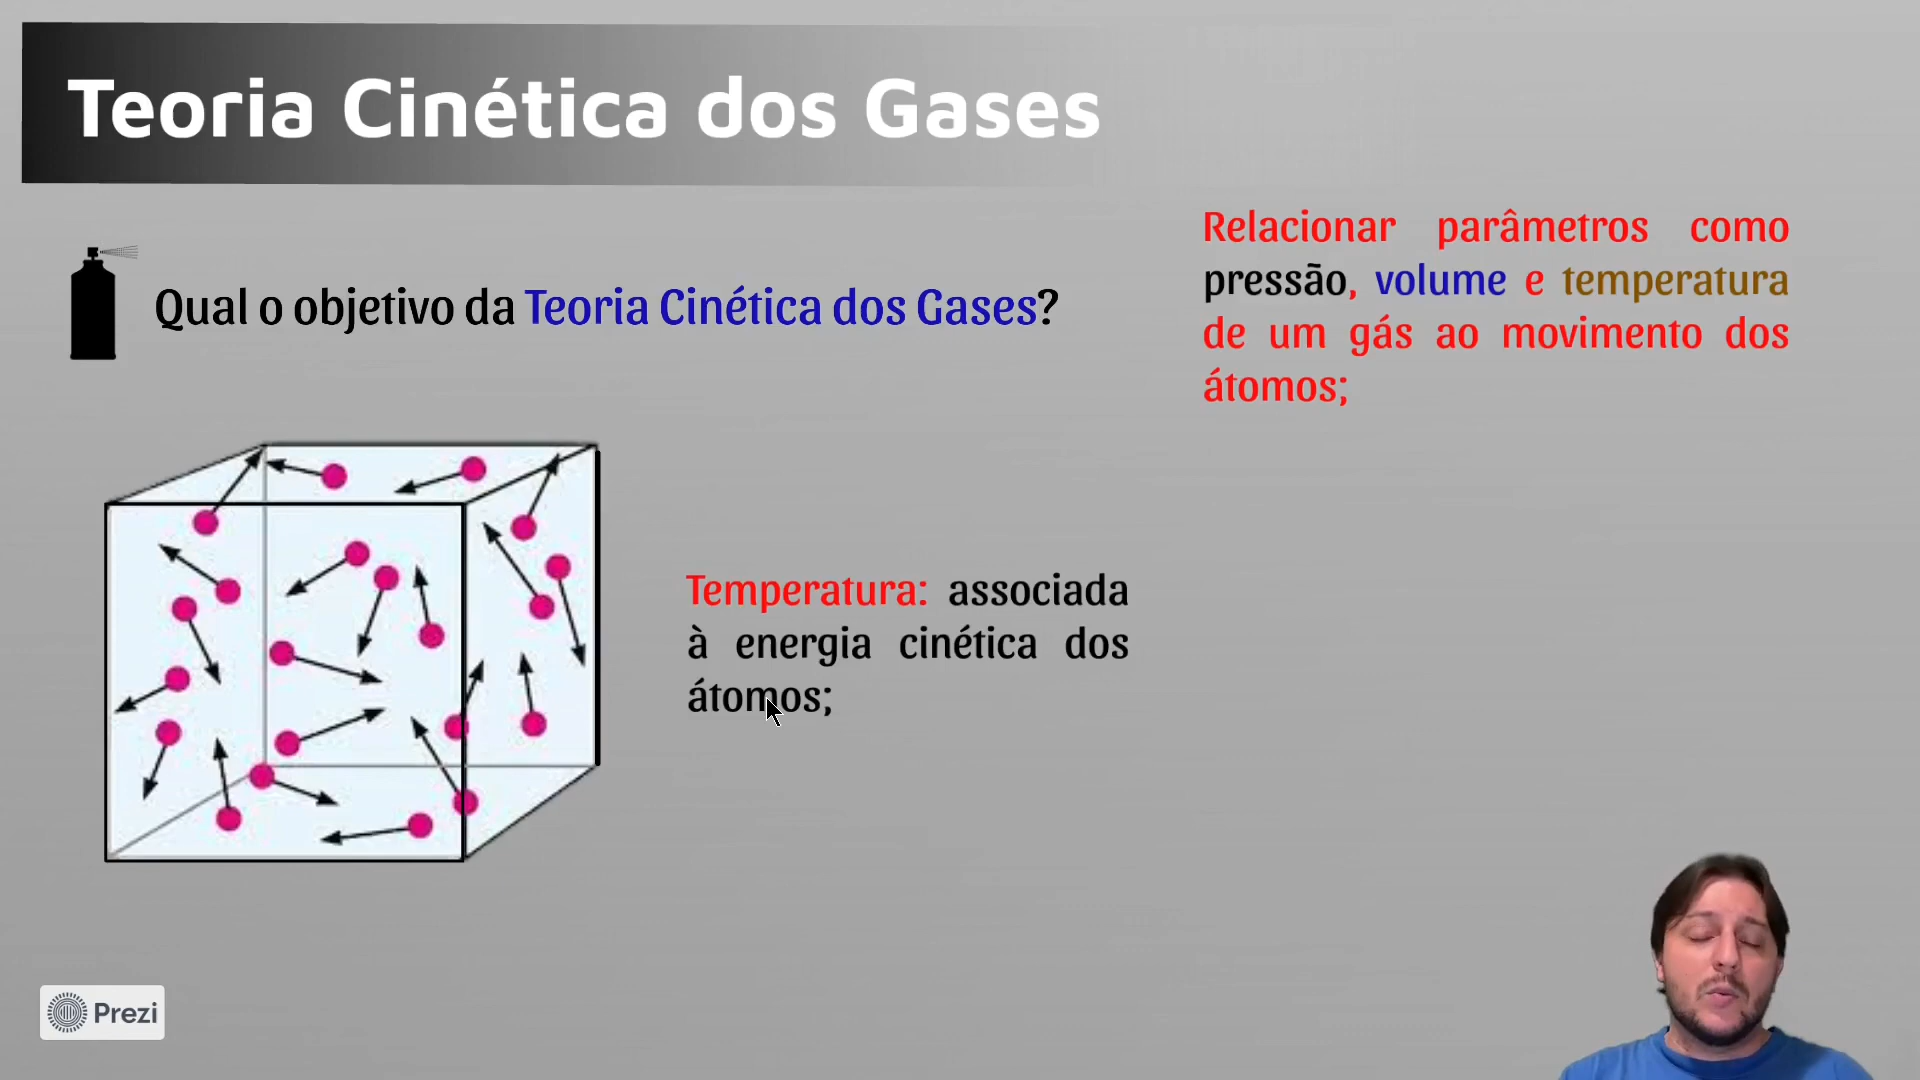 Teoria Cinética dos Gases
Qual o objetivo da Teoria Cinética dos Gases?
Relacionar parâmetros como
pressão, volume e temperatura
de um gás ao movimento dos
átomos;
Temperatura: associada
à energia cinética dos
átomos;
Prezi